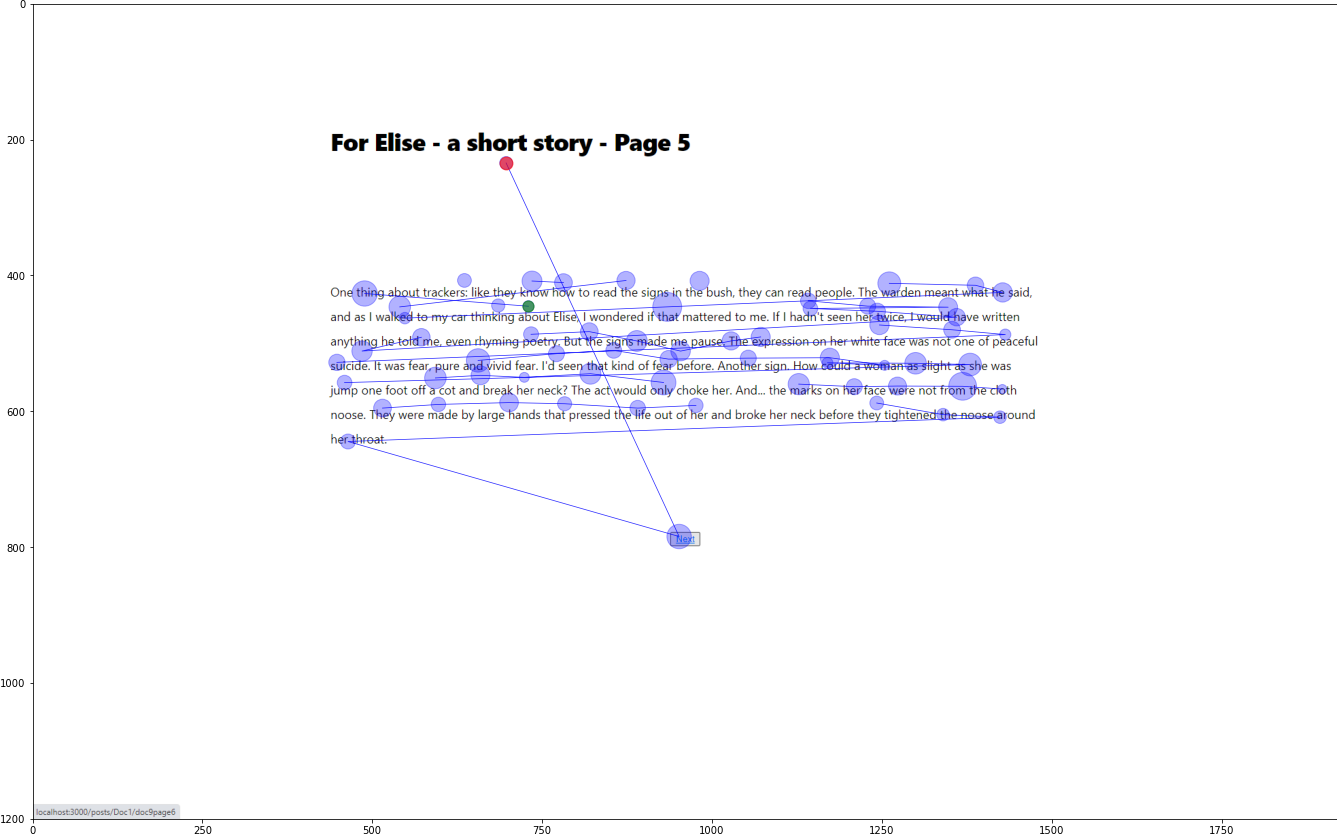 0
200
For Elise - a short story - Page 5
400
One thing about trackers: like they know how to read the signs in the bush, they can read people. The warden meant what he said,
and as I walked to my car thinking about Elise, I wondered if that mattered to me. If I hadn't seen her twice, I would have written
anything he told me, even rhyming poetry. But the signs made me pause. The expression on her white face was not one of peaceful
suicide. It was fear, pure and vivid fear. I'd seen that kind of fear before. Another sign. How could a woman as slight as she was
jump one foot off a cot and break her neck? The act would only choke her. And... the marks on her face were not from the cloth
600
noose. They were made by large hands that pressed the life out of her and broke her neck before they tightened the noose around
her throat.
Next
800
1000
localhost:3000/posts/Doc1/doc9page6
1200
0 250 500 750 1000 1250 1500 1750